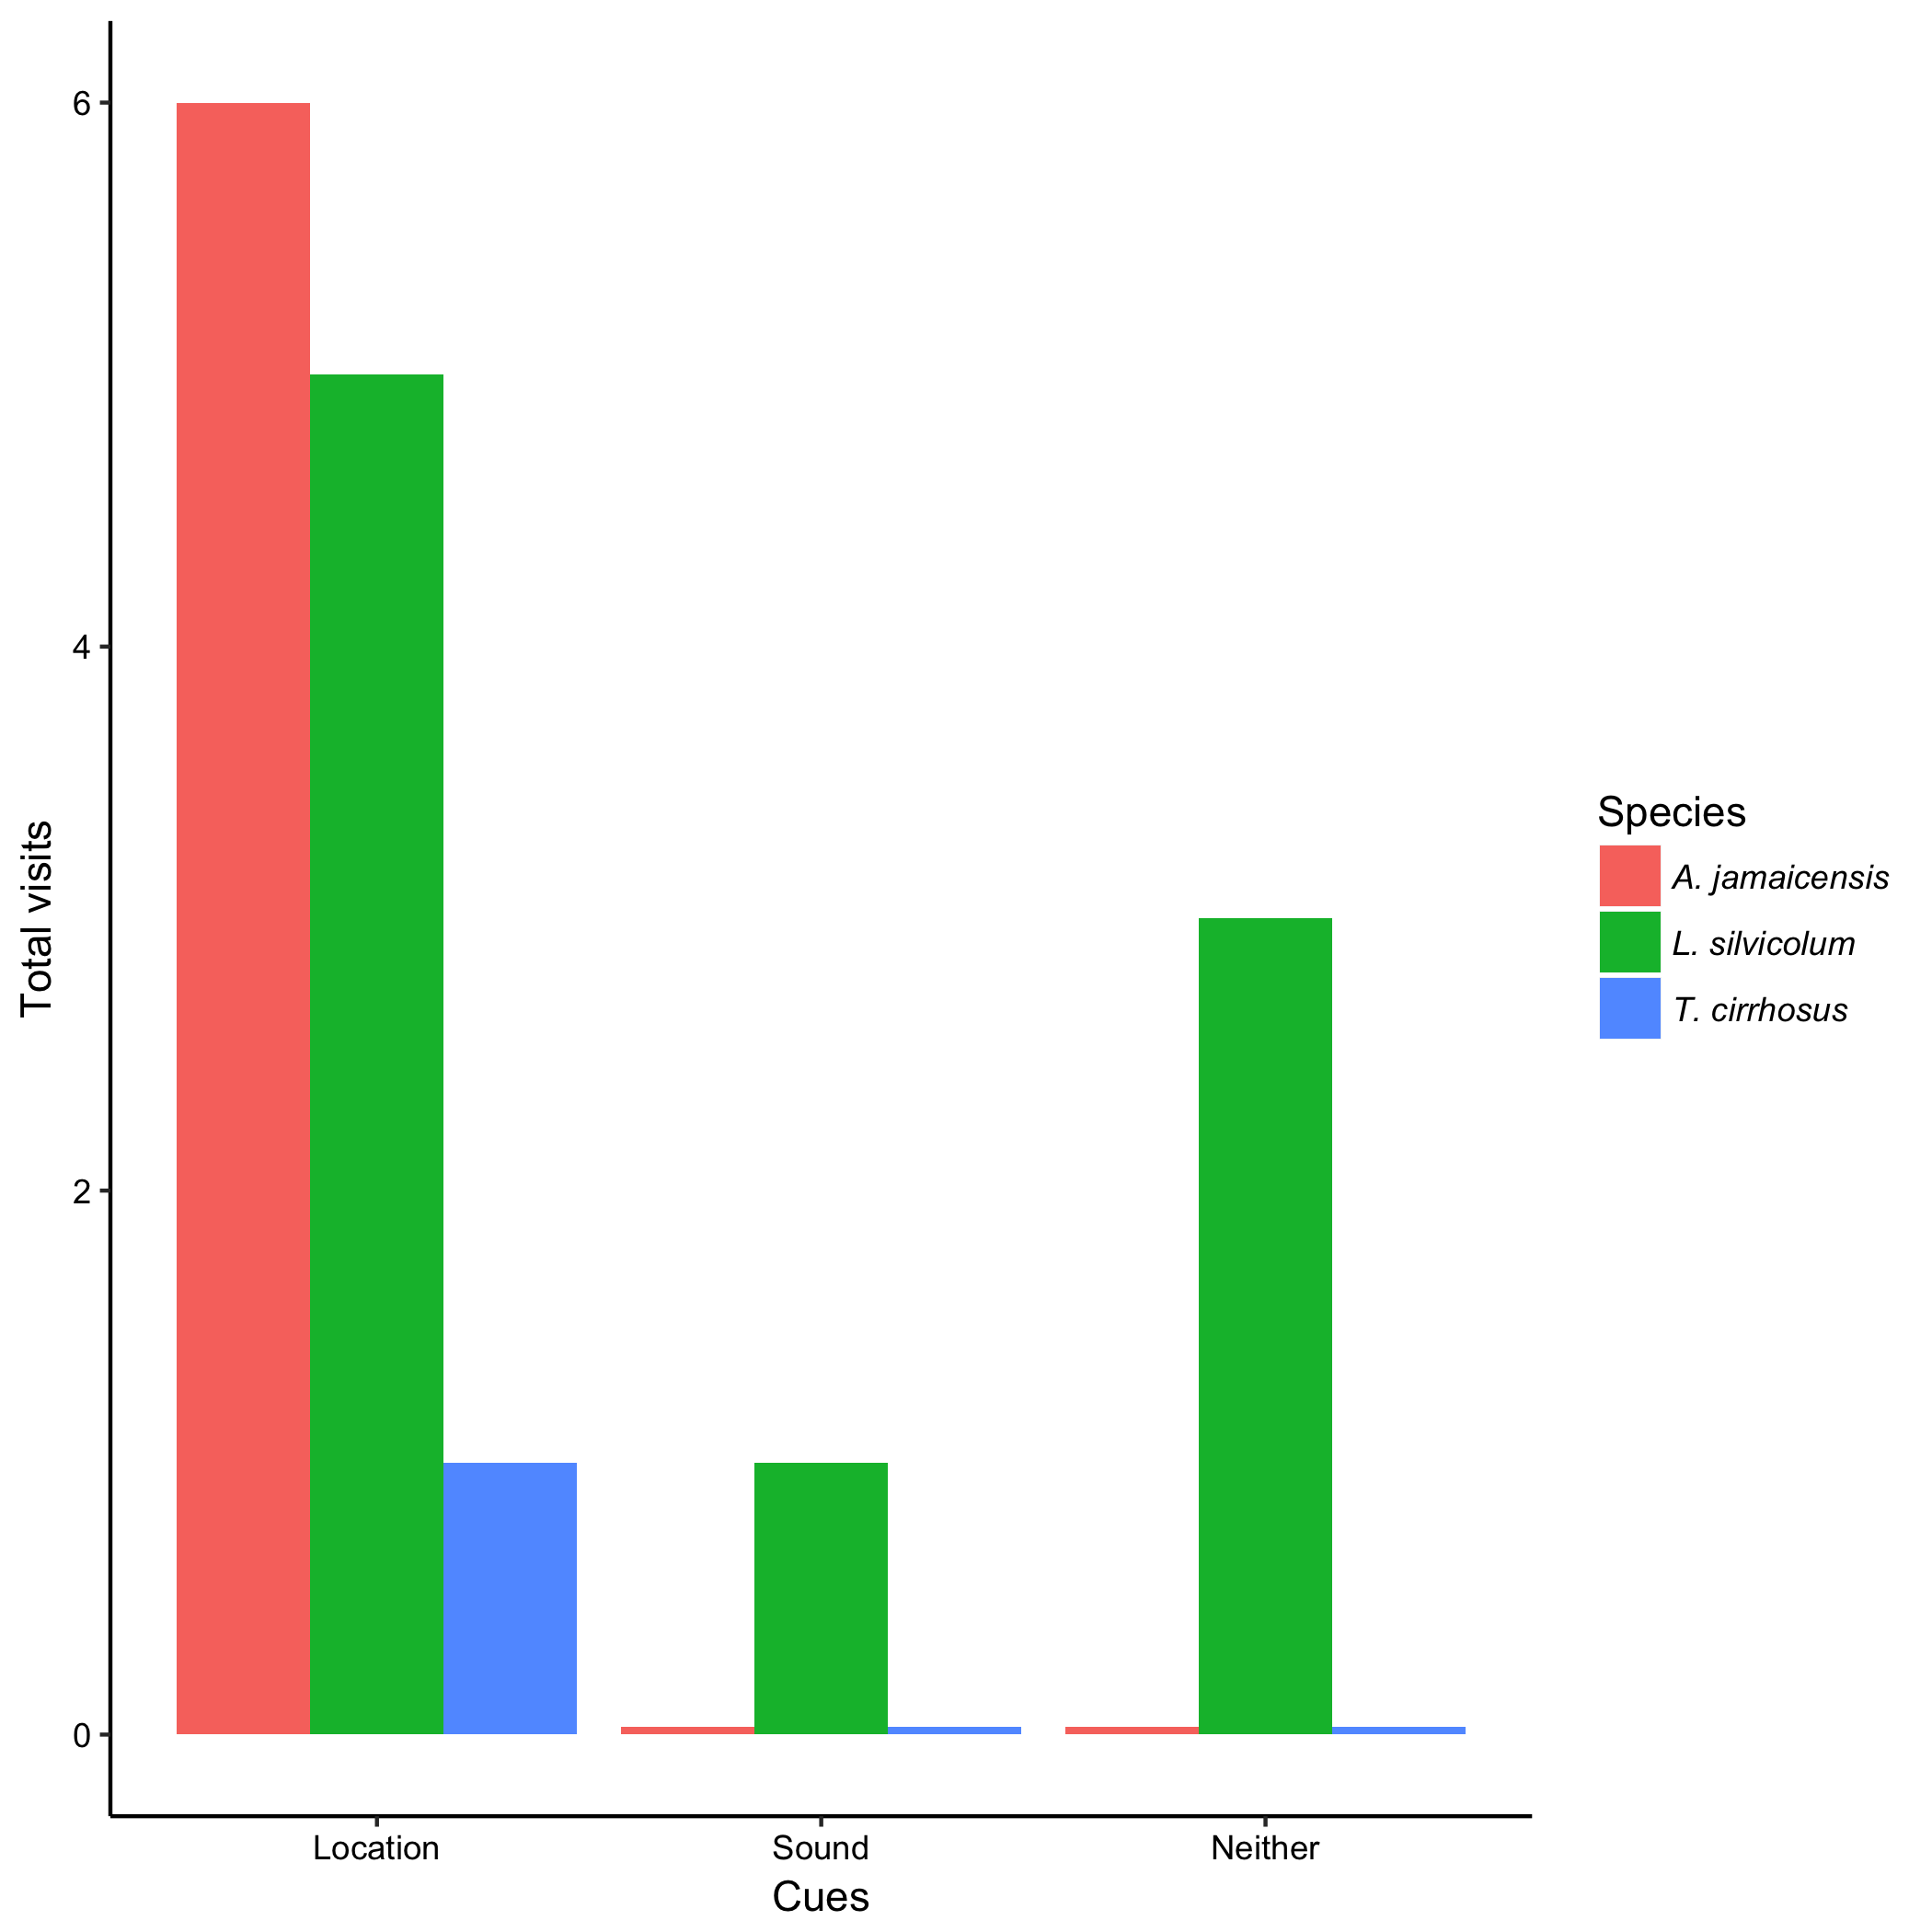 6
4
2
0
Total visits
Location Sound Neither
Cues
Species
A. jamaicensis
L. silvicolum
T. cirrhosus